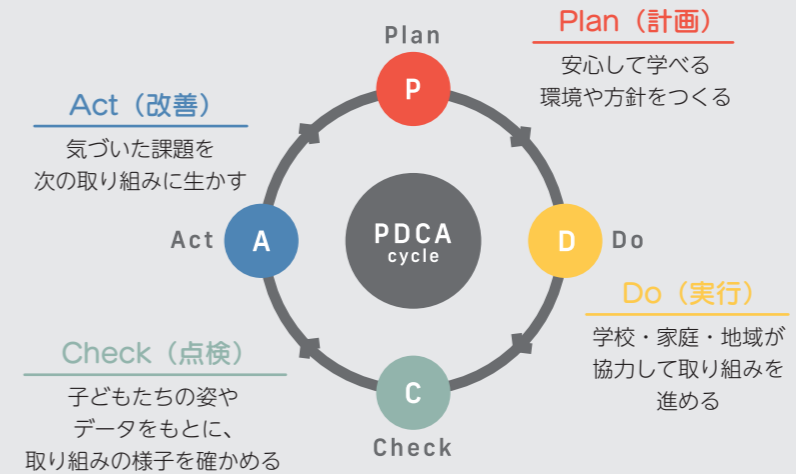 Plan
P
Plan（計画）
安心して学べる
環境や方針をつくる
Act（改善）
気づいた課題を
次の取り組みに生かす
Act
A
PDCA
cycle
D
Do
Do（実行）
学校・家庭・地域が
協力して取り組みを
進める
Check（点検）
子どもたちの姿や
データをもとに、
取り組みの様子を確かめる
C
Check